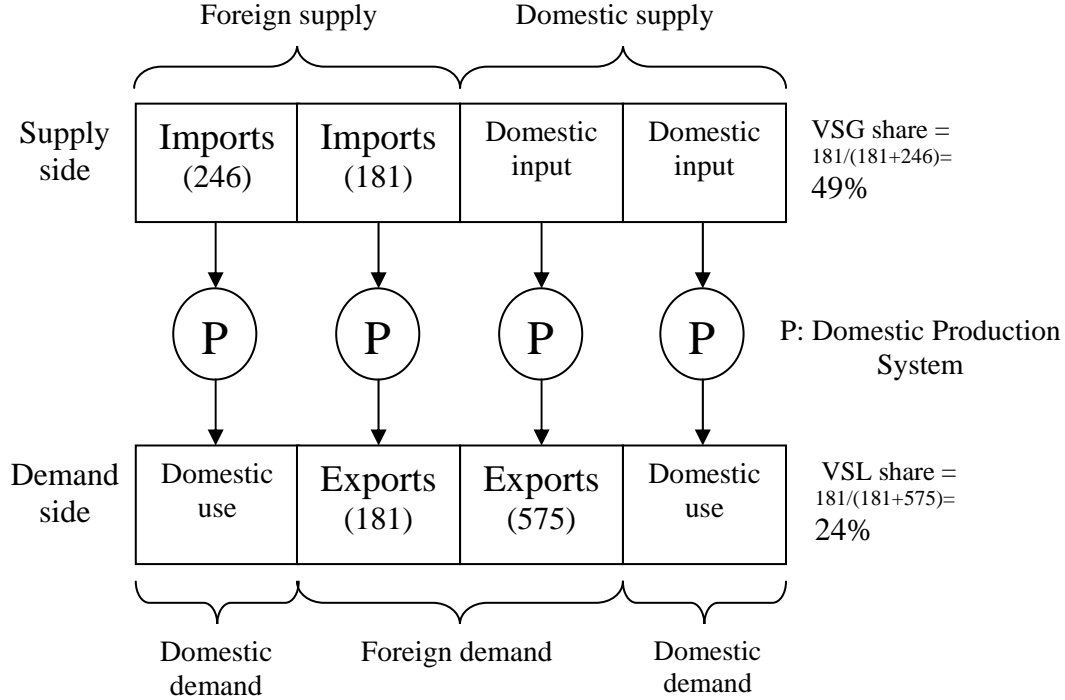 Foreign supply
Domestic supply
Supply
side
Imports
(246)
Imports
(181)
Domestic
input
Domestic
input
VSG share =
181/(181+246)=
49%
P
P
P
P
P: Domestic Production
System
Demand
side
Domestic
use
Exports
(181)
Exports
(575)
Domestic
use
VSL share =
181/(181+575)=
24%
Domestic
demand
Foreign demand
Domestic
demand